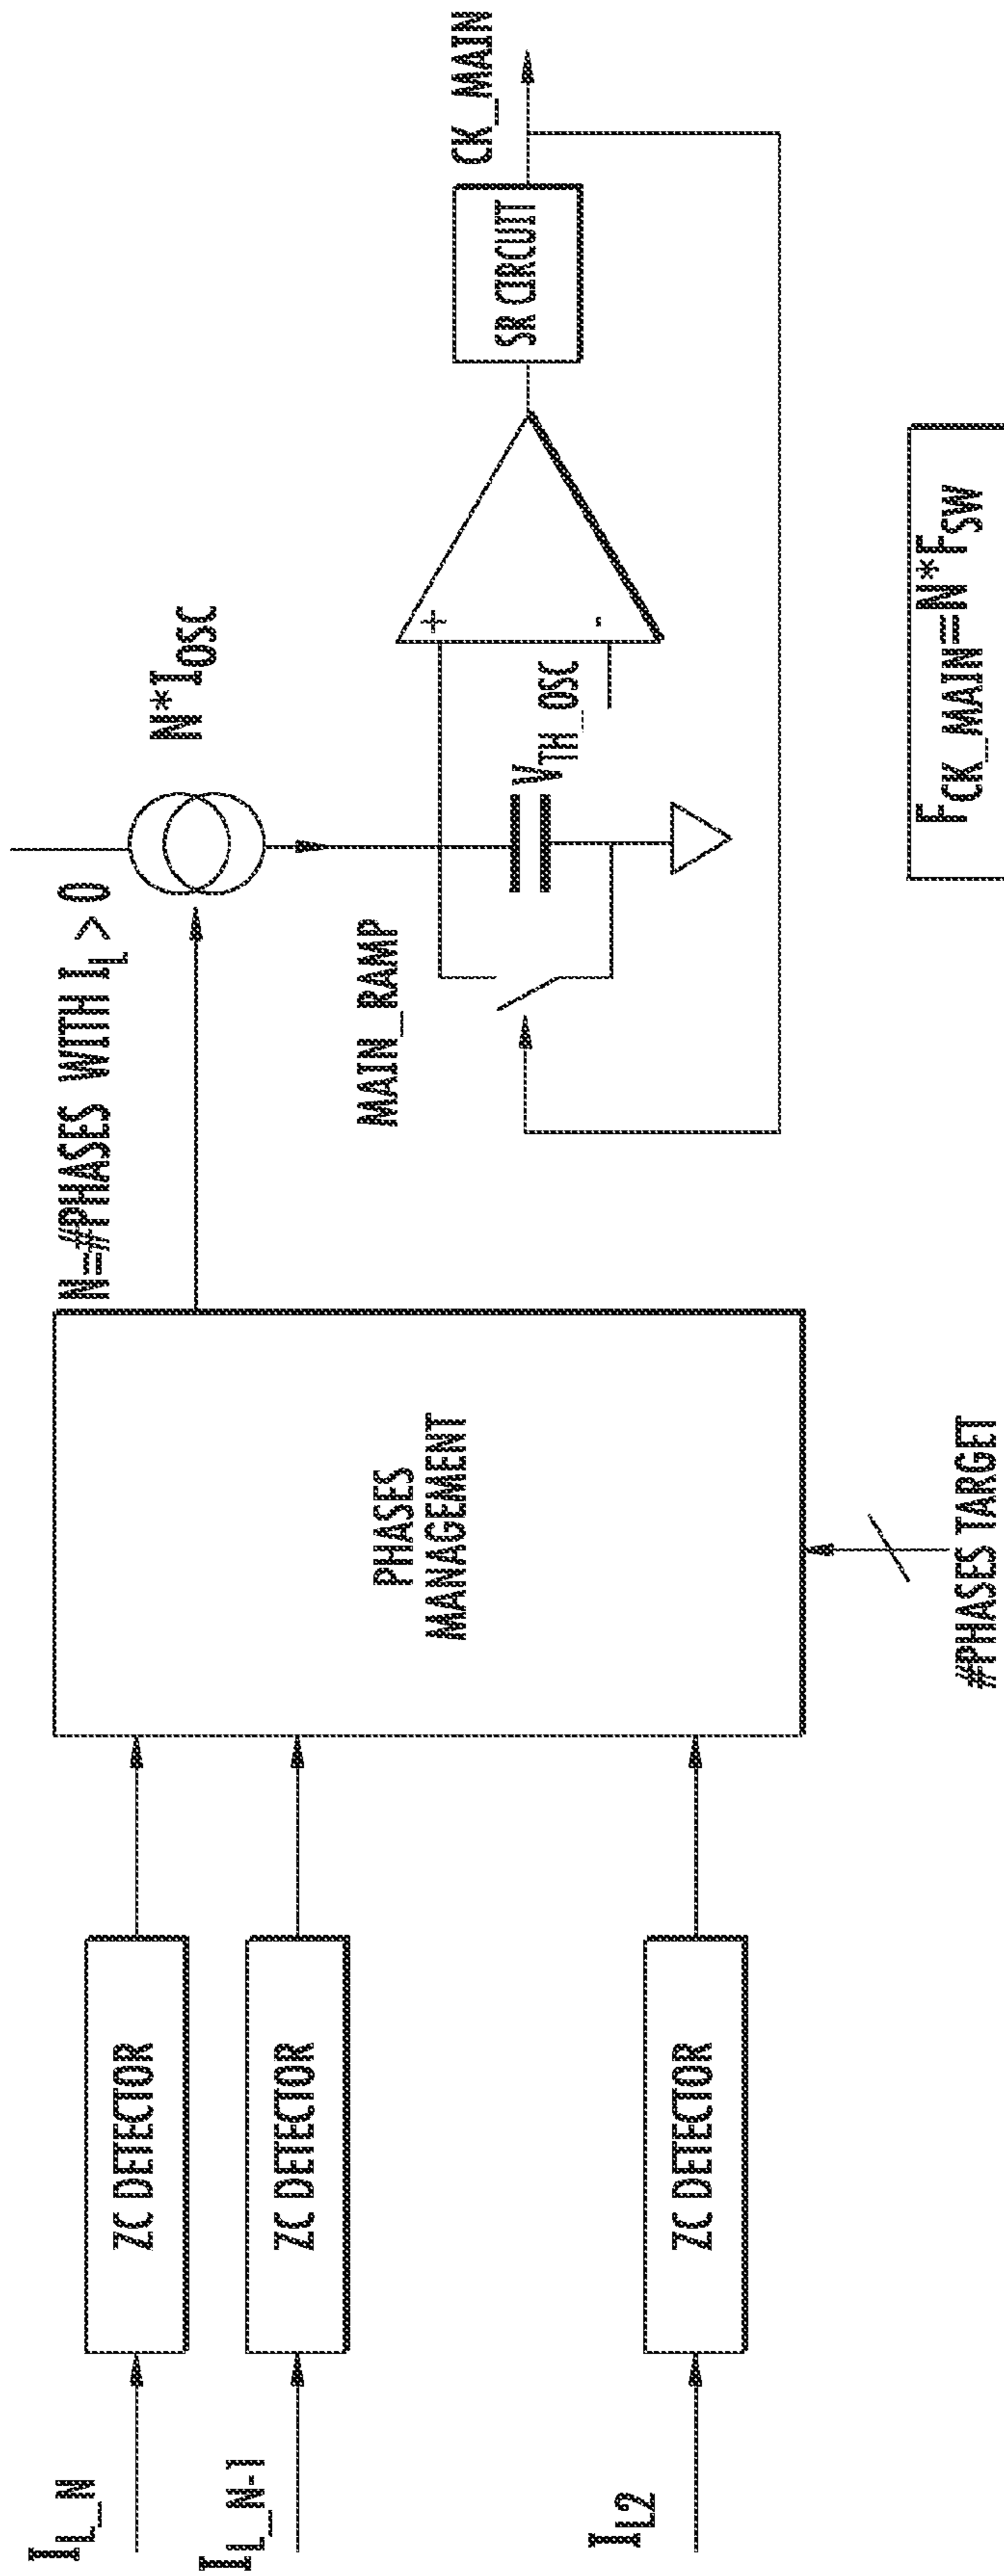 I_L_N
ZC DETECTOR
I_L_N-1
ZC DETECTOR
I_L2
ZC DETECTOR
PHASES
MANAGEMENT
#PHASES TARGET
N=#PHASES WITH I_L>0
N*I_OSC
MAIN_RAMP
V_TH_OSC
+
-
SR CIRCUIT
CK_MAIN
F_CK_MAIN=N*F_SW